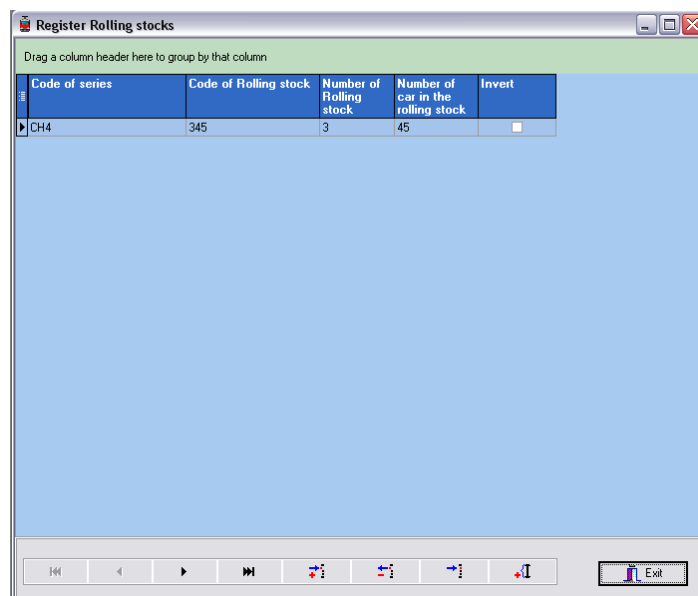 Register Rolling stocks
Drag a column header here to group by that column
Code of series
Code of Rolling stock
Number of
Rolling
stock
Number of
car in the
rolling stock
Invert
CH4
345
3
45
Exit